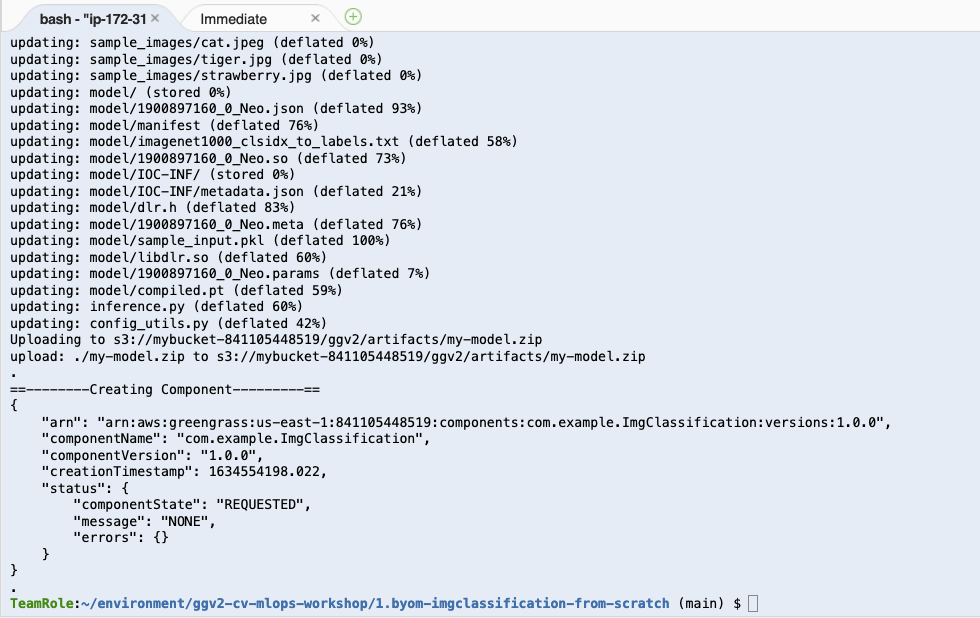 bash - "ip-172-31 × Immediate ×
updating: sample_images/cat.jpeg (deflated 0%)
updating: sample_images/tiger.jpg (deflated 0%)
updating: sample_images/strawberry.jpg (deflated 0%)
updating: model/ (stored 0%)
updating: model/1900897160_0_Neo.json (deflated 93%)
updating: model/manifest (deflated 76%)
updating: model/imagenet1000_clsidx_to_labels.txt (deflated 58%)
updating: model/1900897160_0_Neo.so (deflated 73%)
updating: model/IOC-INF/ (stored 0%)
updating: model/IOC-INF/metadata.json (deflated 21%)
updating: model/dlr.h (deflated 83%)
updating: model/1900897160_0_Neo.meta (deflated 76%)
updating: model/sample_input.pkl (deflated 100%)
updating: model/libdlr.so (deflated 60%)
updating: model/1900897160_0_Neo.params (deflated 7%)
updating: model/compiled.pt (deflated 59%)
updating: inference.py (deflated 60%)
updating: config_utils.py (deflated 42%)
Uploading to s3://mybucket-841105448519/ggv2/artifacts/my-model.zip
upload: ./my-model.zip to s3://mybucket-841105448519/ggv2/artifacts/my-model.zip
.
==--------Creating Component---------==
{
    "arn": "arn:aws:greengrass:us-east-1:841105448519:components:com.example.ImgClassification:versions:1.0.0",
    "componentName": "com.example.ImgClassification",
    "componentVersion": "1.0.0",
    "creationTimestamp": 1634554198.022,
    "status": {
        "componentState": "REQUESTED",
        "message": "NONE",
        "errors": {}
    }
}
.
TeamRole:~/environment/ggv2-cv-mlops-workshop/1.byom-imgclassification-from-scratch (main) $